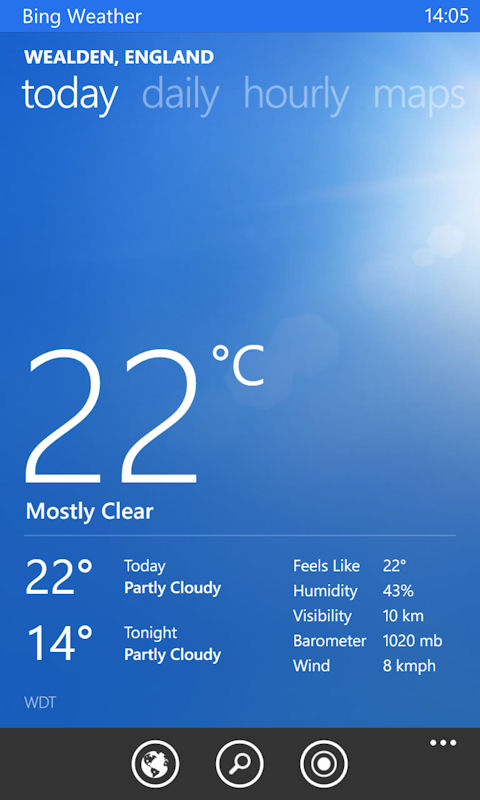 Bing Weather 14:05
WEALDEN, ENGLAND
today daily hourly maps
22°C
Mostly Clear
22° Today
Partly Cloudy
14° Tonight
Partly Cloudy
Feels Like 22°
Humidity 43%
Visibility 10 km
Barometer 1020 mb
Wind 8 kmph
WDT